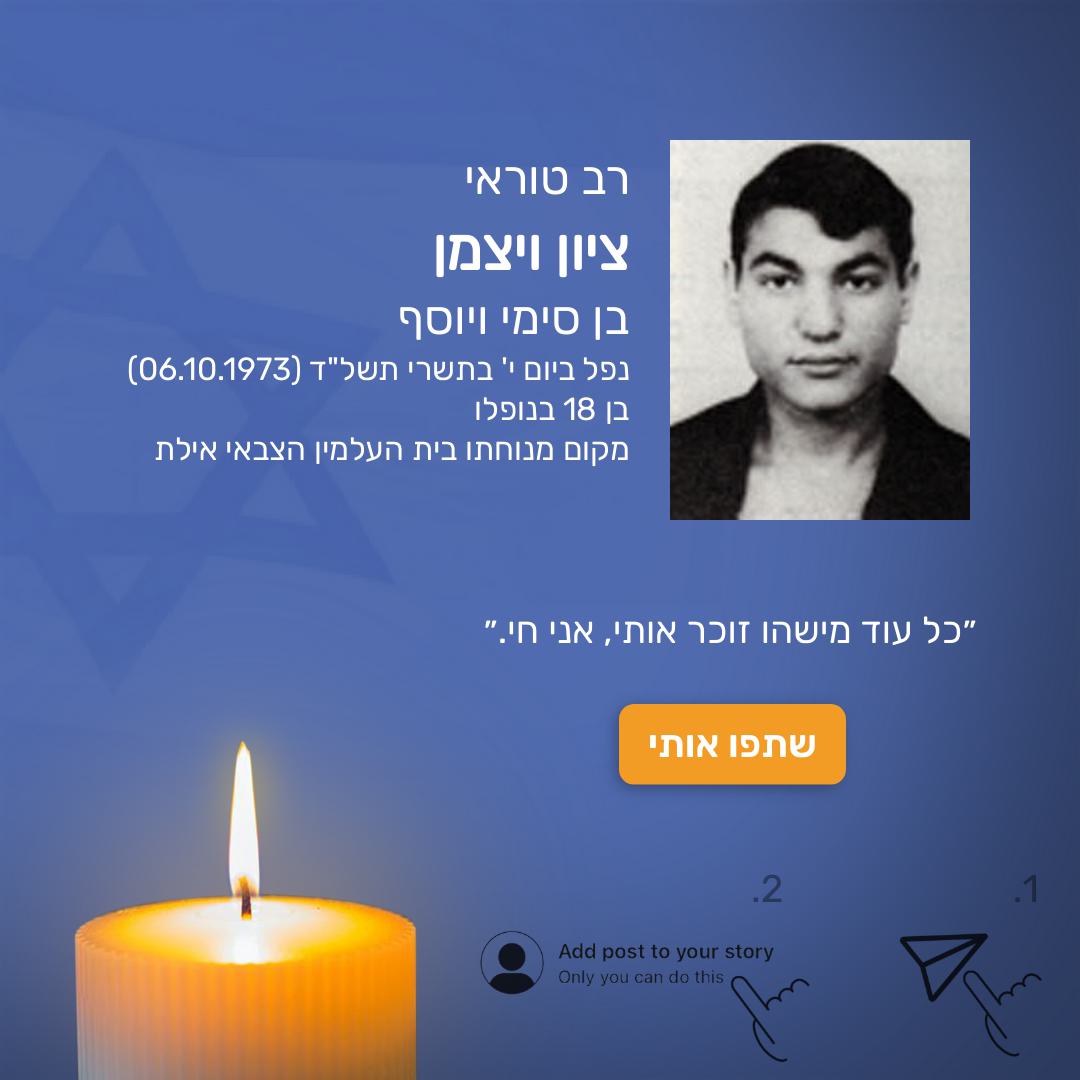 רב טוראי
ציון ויצמן
בן סימי ויוסף
נפל ביום י' בתשרי תשל"ד (06.10.1973)
בן 18 בנופלו
מקום מנוחתו בית העלמין הצבאי אילת
״כל עוד מישהו זוכר אותי, אני חי.״
שתפו אותי
1.
2.
Add post to your story
Only you can do this